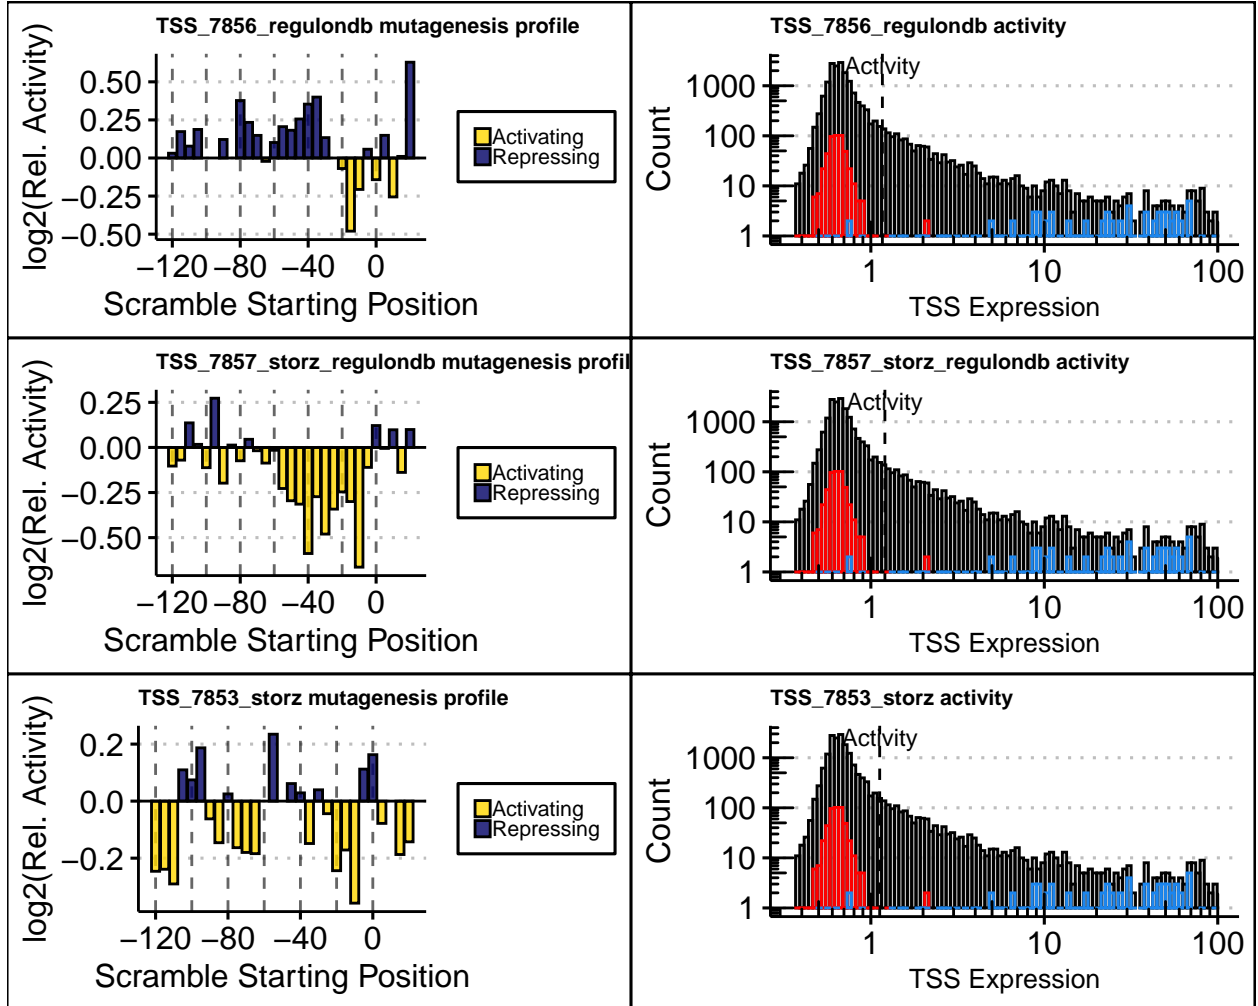 TSS_7856_regulondb mutagenesis profile
log2(Rel. Activity)
0.50
0.25
0.00
−0.25
−0.50
−120 −80 −40 0
Scramble Starting Position
Activating
Repressing
TSS_7856_regulondb activity
Activity
Count
1000
100
10
1
1 10 100
TSS Expression
TSS_7857_storz_regulondb mutagenesis profil
log2(Rel. Activity)
0.25
0.00
−0.25
−0.50
−120 −80 −40 0
Scramble Starting Position
Activating
Repressing
TSS_7857_storz_regulondb activity
Activity
Count
1000
100
10
1
1 10 100
TSS Expression
TSS_7853_storz mutagenesis profile
log2(Rel. Activity)
0.2
0.0
−0.2
−120 −80 −40 0
Scramble Starting Position
Activating
Repressing
TSS_7853_storz activity
Activity
Count
1000
100
10
1
1 10 100
TSS Expression